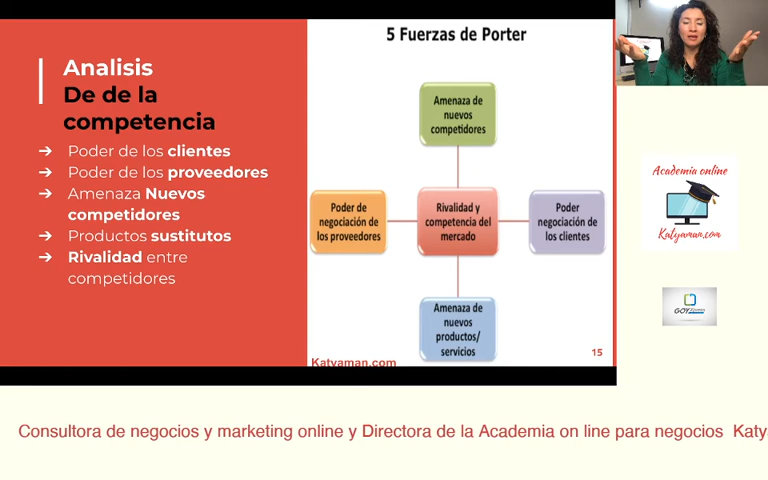 Analisis
De de la
competencia
➔ Poder de los clientes
➔ Poder de los proveedores
➔ Amenaza Nuevos
competidores
➔ Productos sustitutos
➔ Rivalidad entre
competidores
5 Fuerzas de Porter
Amenaza de
nuevos
competidores
Poder de
negociación de
los proveedores
Rivalidad y
competencia del
mercado
Poder
negociación de
los clientes
Amenaza de
nuevos
productos/
servicios
Katyaman.com
15
Academia online
Katyaman.com
Consultora de negocios y marketing online y Directora de la Academia on line para negocios Katy